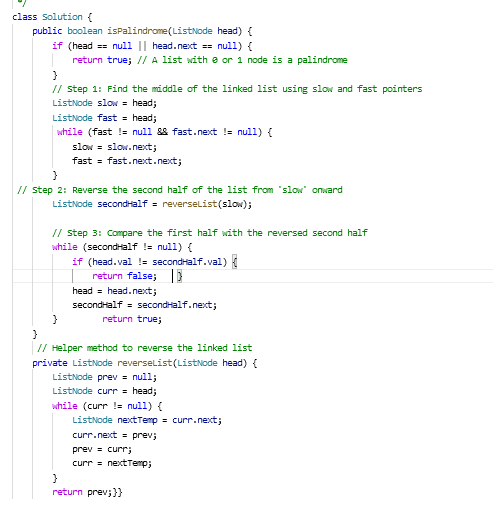 */
class Solution {
    public boolean isPalindrome(ListNode head) {
        if (head == null || head.next == null) {
            return true; // A list with 0 or 1 node is a palindrome
        }
        // Step 1: Find the middle of the linked list using slow and fast pointers
        ListNode slow = head;
        ListNode fast = head;
         while (fast != null && fast.next != null) {
            slow = slow.next;
            fast = fast.next.next;
        }
 // Step 2: Reverse the second half of the list from 'slow' onward
        ListNode secondHalf = reverseList(slow);
        // Step 3: Compare the first half with the reversed second half
        while (secondHalf != null) {
            if (head.val != secondHalf.val) {
                return false;    }
            head = head.next;
            secondHalf = secondHalf.next;
        }         return true;
    }
     // Helper method to reverse the linked list
    private ListNode reverseList(ListNode head) {
        ListNode prev = null;
        ListNode curr = head;
        while (curr != null) {
            ListNode nextTemp = curr.next;
            curr.next = prev;
            prev = curr;
            curr = nextTemp;
        }
        return prev;}}